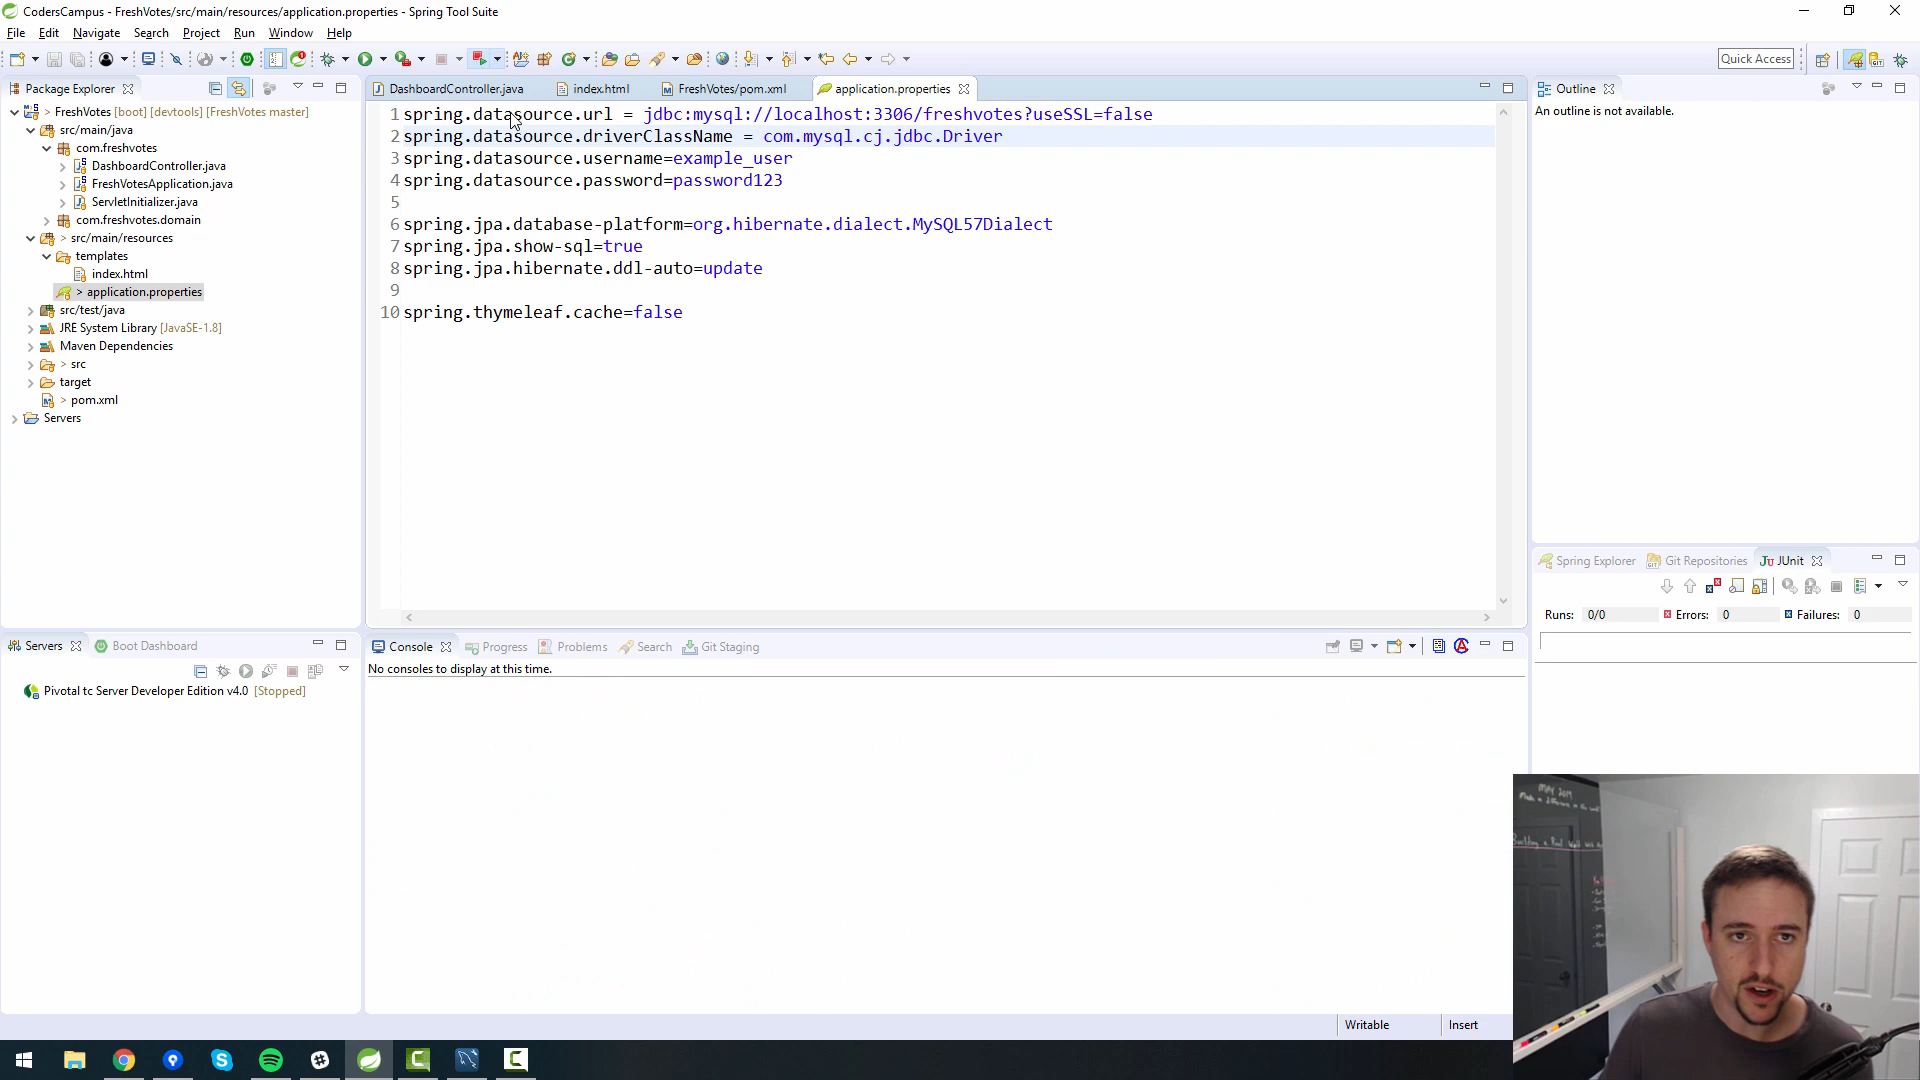 CodersCampus - FreshVotes/src/main/resources/application.properties - Spring Tool Suite
File Edit Navigate Search Project Run Window Help
Quick Access
Package Explorer
FreshVotes [boot] [devtools] [FreshVotes master]
src/main/java
com.freshvotes
DashboardController.java
FreshVotesApplication.java
ServletInitializer.java
com.freshvotes.domain
src/main/resources
templates
index.html
application.properties
src/test/java
JRE System Library [JavaSE-1.8]
Maven Dependencies
src
target
pom.xml
Servers
DashboardController.java index.html FreshVotes/pom.xml application.properties
1 spring.datasource.url = jdbc:mysql://localhost:3306/freshvotes?useSSL=false
2 spring.datasource.driverClassName = com.mysql.cj.jdbc.Driver
3 spring.datasource.username=example_user
4 spring.datasource.password=password123
5
6 spring.jpa.database-platform=org.hibernate.dialect.MySQL57Dialect
7 spring.jpa.show-sql=true
8 spring.jpa.hibernate.ddl-auto=update
9
10 spring.thymeleaf.cache=false
Outline
An outline is not available.
Spring Explorer Git Repositories JUnit
Runs: 0/0 Errors: 0 Failures: 0
Servers Boot Dashboard
Pivotal tc Server Developer Edition v4.0 [Stopped]
Console Progress Problems Search Git Staging
No consoles to display at this time.
MAY 2019
Writable Insert